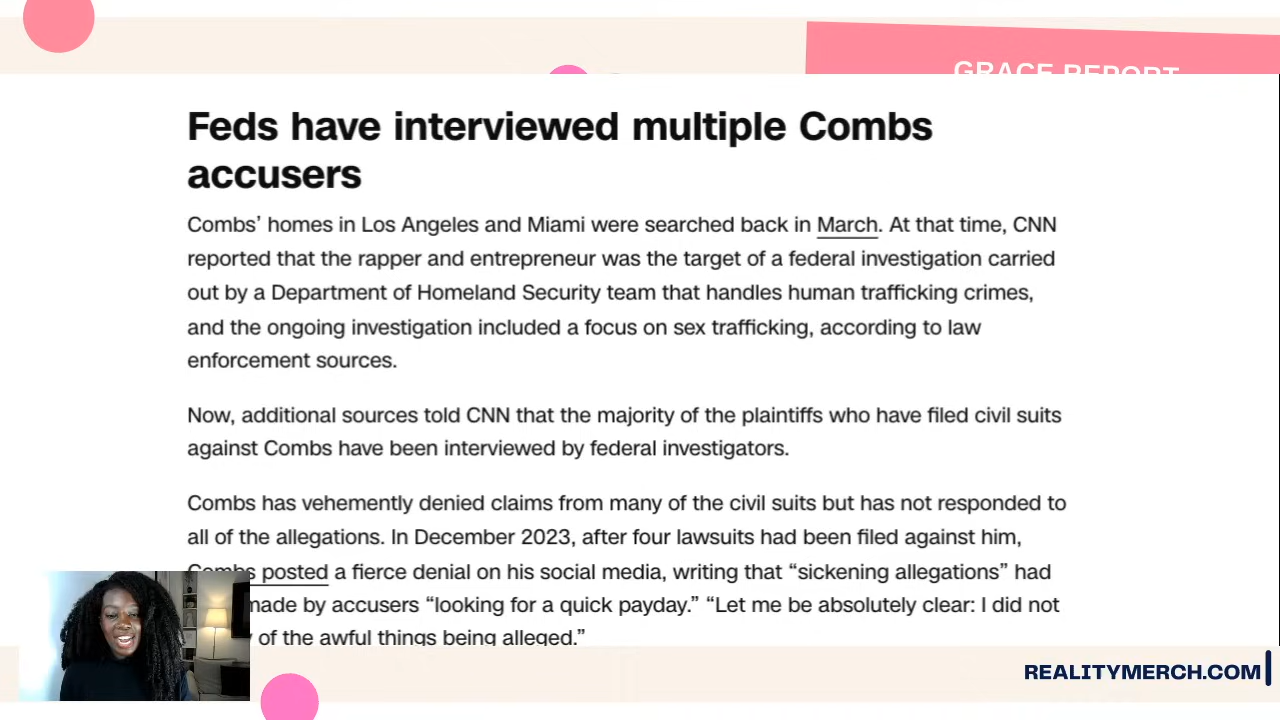 GRACE REPORT
Feds have interviewed multiple Combs
accusers
Combs’ homes in Los Angeles and Miami were searched back in March. At that time, CNN
reported that the rapper and entrepreneur was the target of a federal investigation carried
out by a Department of Homeland Security team that handles human trafficking crimes,
and the ongoing investigation included a focus on sex trafficking, according to law
enforcement sources.
Now, additional sources told CNN that the majority of the plaintiffs who have filed civil suits
against Combs have been interviewed by federal investigators.
Combs has vehemently denied claims from many of the civil suits but has not responded to
all of the allegations. In December 2023, after four lawsuits had been filed against him,
Combs posted a fierce denial on his social media, writing that “sickening allegations” had
made by accusers “looking for a quick payday.” “Let me be absolutely clear: I did not
of the awful things being alleged.”
REALITYMERCH.COM